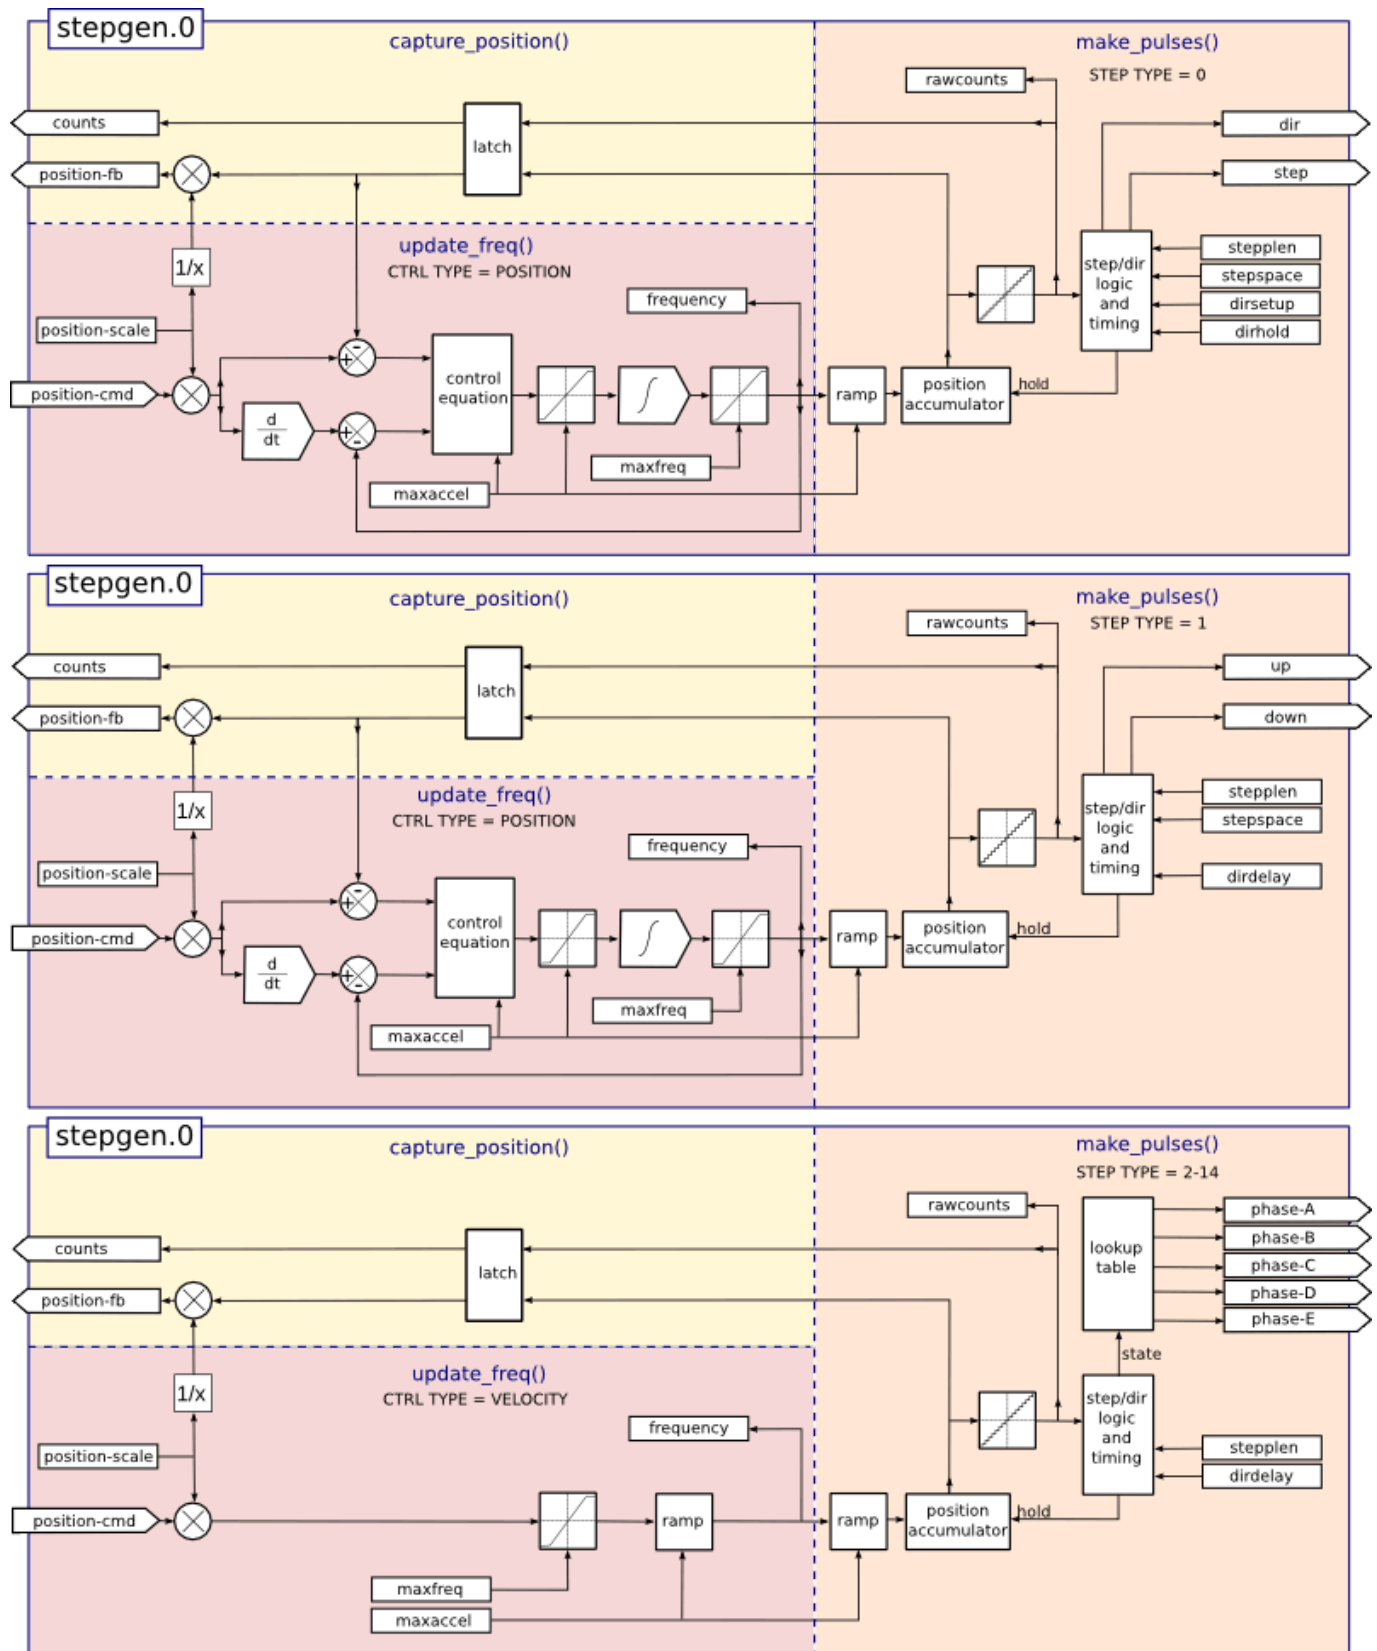 stepgen.0
capture_position()
make_pulses()
STEP TYPE = 0
rawcounts
counts
latch
dir
position-fb
step
update_freq()
CTRL TYPE = POSITION
1/x
step/dir
logic
and
timing
stepplen
stepspace
dirsetup
dirhold
frequency
position-scale
position-cmd
control
equation
ramp
position
accumulator
hold
d
dt
maxfreq
maxaccel
stepgen.0
capture_position()
make_pulses()
STEP TYPE = 1
rawcounts
counts
latch
up
position-fb
down
update_freq()
CTRL TYPE = POSITION
1/x
step/dir
logic
and
timing
stepplen
stepspace
dirdelay
frequency
position-scale
position-cmd
control
equation
ramp
position
accumulator
hold
d
dt
maxfreq
maxaccel
stepgen.0
capture_position()
make_pulses()
STEP TYPE = 2-14
rawcounts
lookup
table
phase-A
phase-B
phase-C
phase-D
phase-E
counts
latch
position-fb
state
update_freq()
CTRL TYPE = VELOCITY
1/x
step/dir
logic
and
timing
stepplen
dirdelay
frequency
position-scale
position-cmd
ramp
ramp
position
accumulator
hold
maxfreq
maxaccel